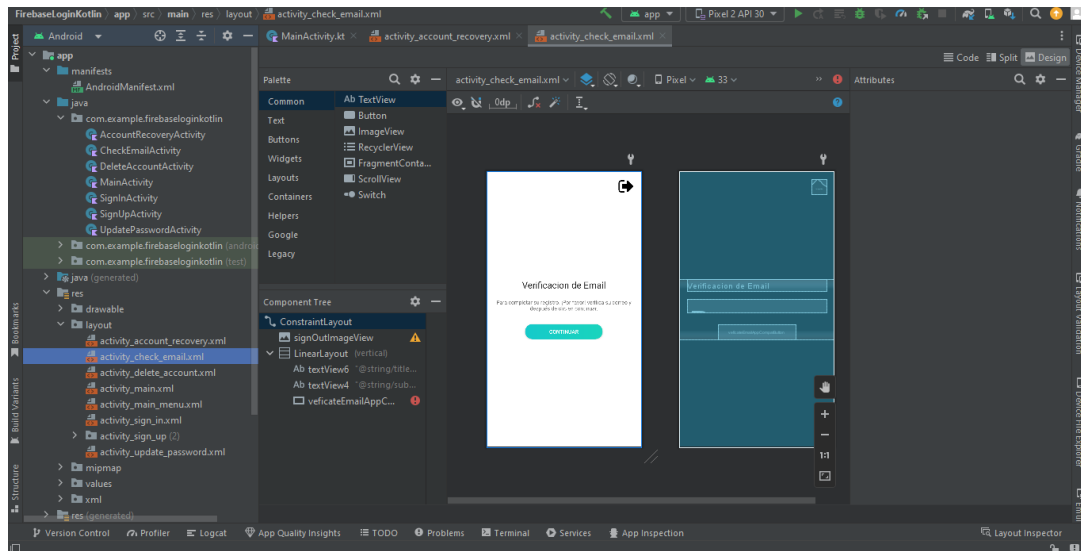 FirebaseLoginKotlin › app › src › main › res › layout › activity_check_email.xml
app
Pixel 2 API 30
Android
MainActivity.kt
activity_account_recovery.xml
activity_check_email.xml
Code
Split
Design
app
manifests
AndroidManifest.xml
java
com.example.firebaseloginkotlin
AccountRecoveryActivity
CheckEmailActivity
DeleteAccountActivity
MainActivity
SignInActivity
SignUpActivity
UpdatePasswordActivity
com.example.firebaseloginkotlin
com.example.firebaseloginkotlin (test)
java (generated)
res
drawable
layout
activity_account_recovery.xml
activity_check_email.xml
activity_delete_account.xml
activity_main.xml
activity_main_menu.xml
activity_sign_in.xml
activity_sign_up (2)
activity_update_password.xml
mipmap
values
xml
res (generated)
Palette
Common
Text
Buttons
Widgets
Layouts
Containers
Helpers
Google
Legacy
Ab TextView
Button
ImageView
RecyclerView
FragmentConta...
ScrollView
Switch
Component Tree
ConstraintLayout
signOutImageView
LinearLayout (vertical)
Ab textView6 "@string/title...
Ab textView4 "@string/sub...
veficateEmailAppC...
activity_check_email.xml
Pixel
33
0dp
Verificacion de Email
CONTINUAR
Verificacion de Email
1:1
Attributes
Project
Bookmarks
Build Variants
Structure
Device Manager
Gradle
Notifications
Layout Validation
Device File Explorer
Emul
Version Control
Profiler
Logcat
App Quality Insights
TODO
Problems
Terminal
Services
App Inspection
Layout Inspector